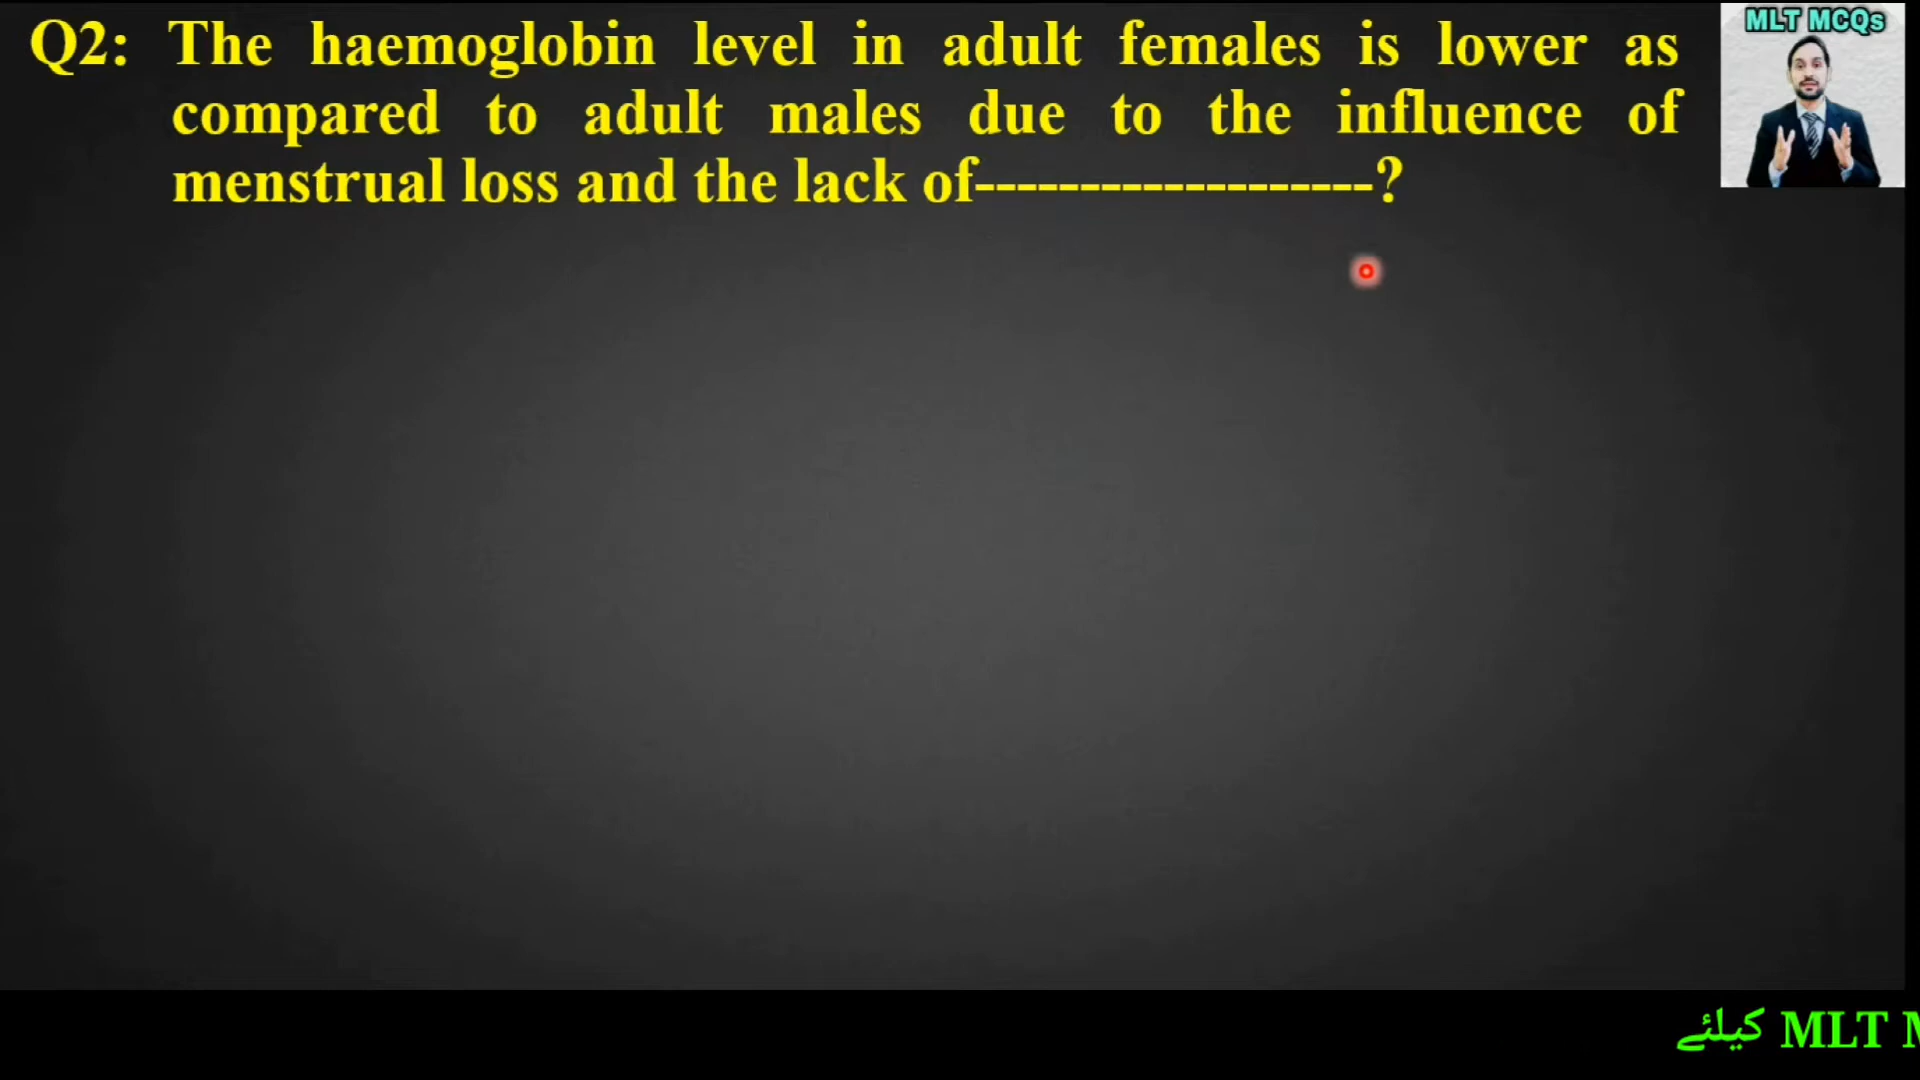 Q2: The haemoglobin level in adult females is lower as
compared to adult males due to the influence of
menstrual loss and the lack of-------------------?
MLT MCQs
کیلئے MLT M